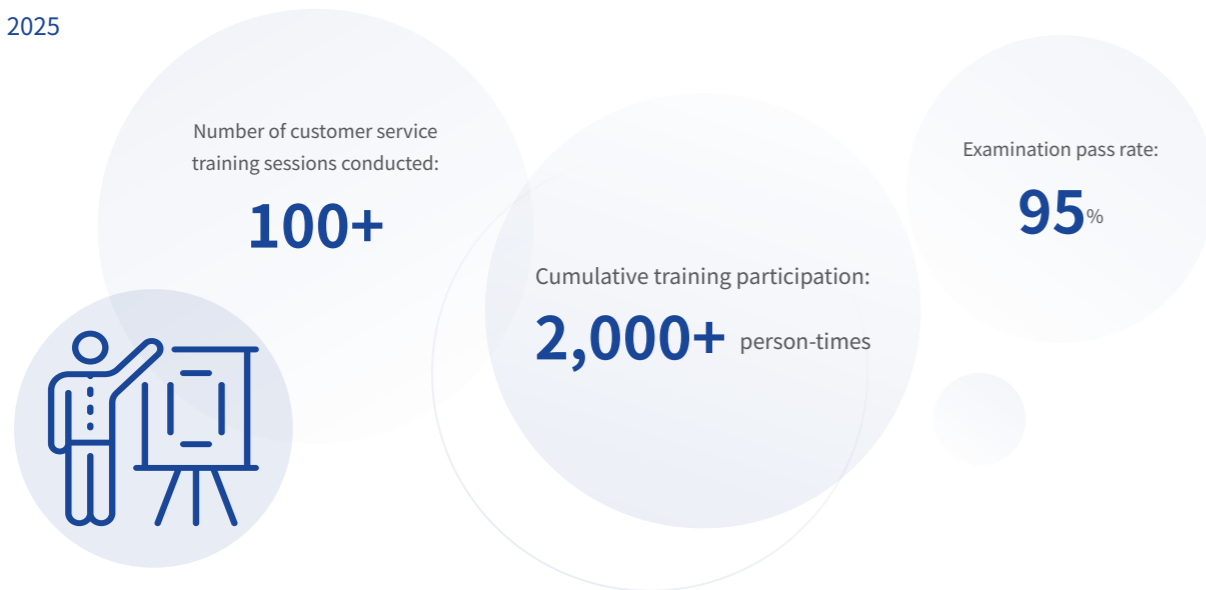 2025
Number of customer service
training sessions conducted:
100+
Cumulative training participation:
2,000+ person-times
Examination pass rate:
95%